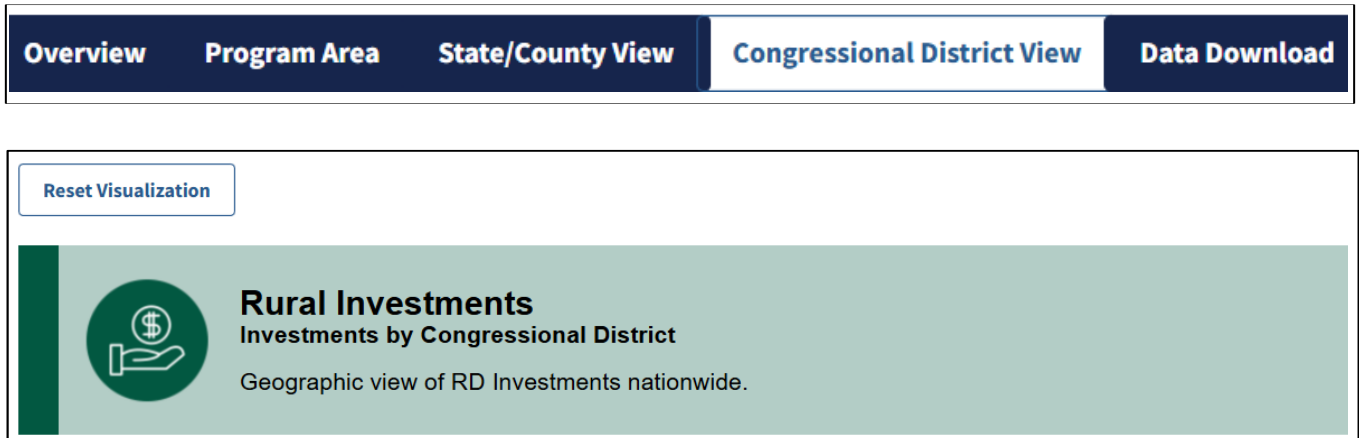 Overview Program Area State/County View Congressional District View Data Download
Reset Visualization
$
Rural Investments
Investments by Congressional District
Geographic view of RD Investments nationwide.